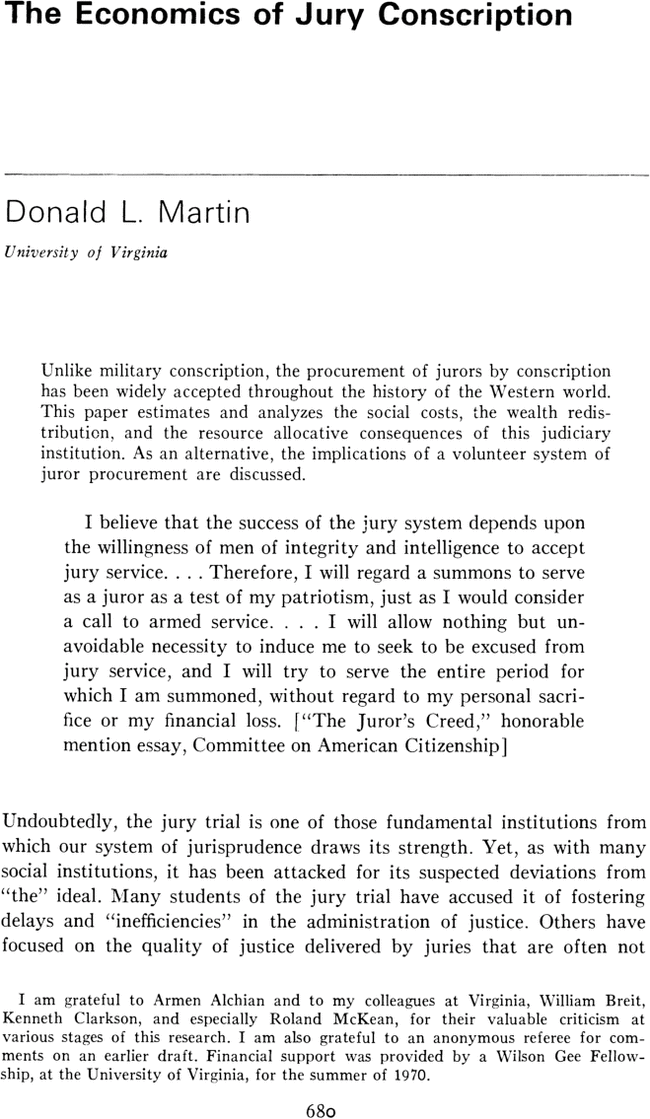 The Economics of Jury Conscription
Donald L. Martin
University of Virginia
Unlike military conscription, the procurement of jurors by conscription
has been widely accepted throughout the history of the Western world.
This paper estimates and analyzes the social costs, the wealth redis-
tribution, and the resource allocative consequences of this judiciary
institution. As an alternative, the implications of a volunteer system of
juror procurement are discussed.
I believe that the success of the jury system depends upon
the willingness of men of integrity and intelligence to accept
jury service. . . . Therefore, I will regard a summons to serve
as a juror as a test of my patriotism, just as I would consider
a call to armed service. . . . I will allow nothing but un-
avoidable necessity to induce me to seek to be excused from
jury service, and I will try to serve the entire period for
which I am summoned, without regard to my personal sacri-
fice or my financial loss. ["The Juror's Creed," honorable
mention essay, Committee on American Citizenship]
Undoubtedly, the jury trial is one of those fundamental institutions from
which our system of jurisprudence draws its strength. Yet, as with many
social institutions, it has been attacked for its suspected deviations from
"the" ideal. Many students of the jury trial have accused it of fostering
delays and "inefficiencies" in the administration of justice. Others have
focused on the quality of justice delivered by juries that are often not
I am grateful to Armen Alchian and to my colleagues at Virginia, William Breit,
Kenneth Clarkson, and especially Roland McKean, for their valuable criticism at
various stages of this research. I am also grateful to an anonymous referee for com-
ments on an earlier draft. Financial support was provided by a Wilson Gee Fellow-
ship, at the University of Virginia, for the summer of 1970.
680